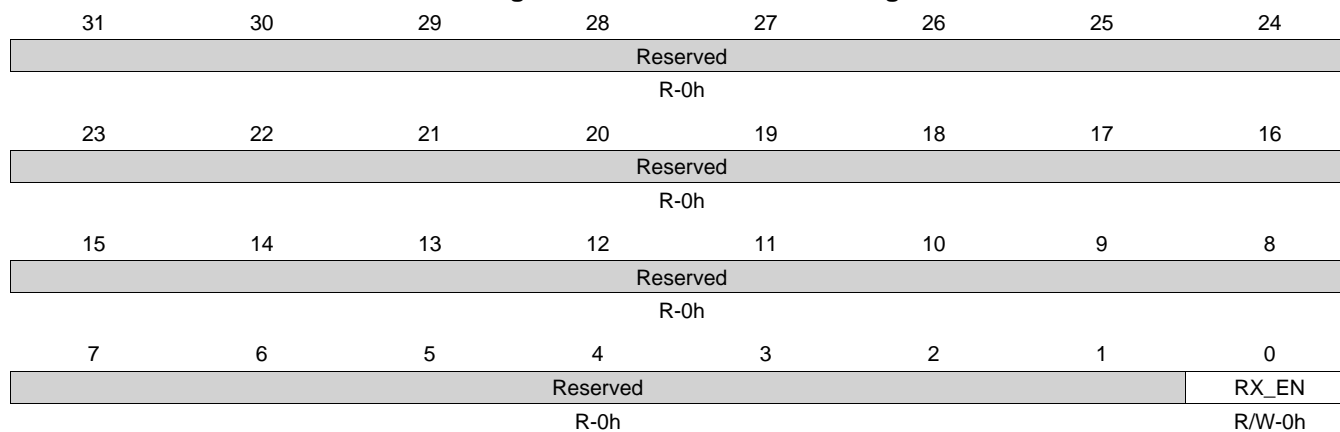 31 30 29 28 27 26 25 24
Reserved
R-0h
23 22 21 20 19 18 17 16
Reserved
R-0h
15 14 13 12 11 10 9 8
Reserved
R-0h
7 6 5 4 3 2 1 0
Reserved RX_EN
R-0h R/W-0h